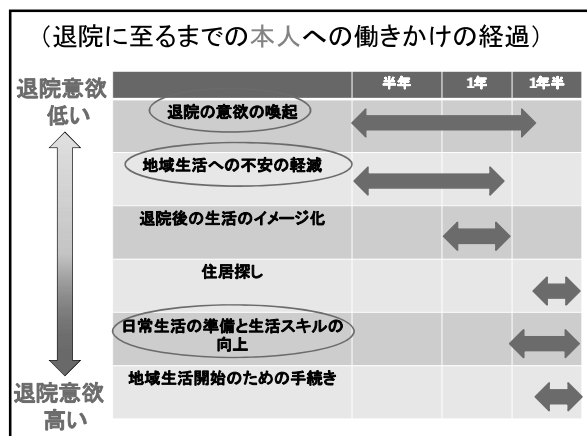 （退院に至るまでの本人への働きかけの経過）
退院意欲
低い
半年 1年 1年半
退院の意欲の喚起
地域生活への不安の軽減
退院後の生活のイメージ化
住居探し
日常生活の準備と生活スキルの
向上
地域生活開始のための手続き
退院意欲
高い